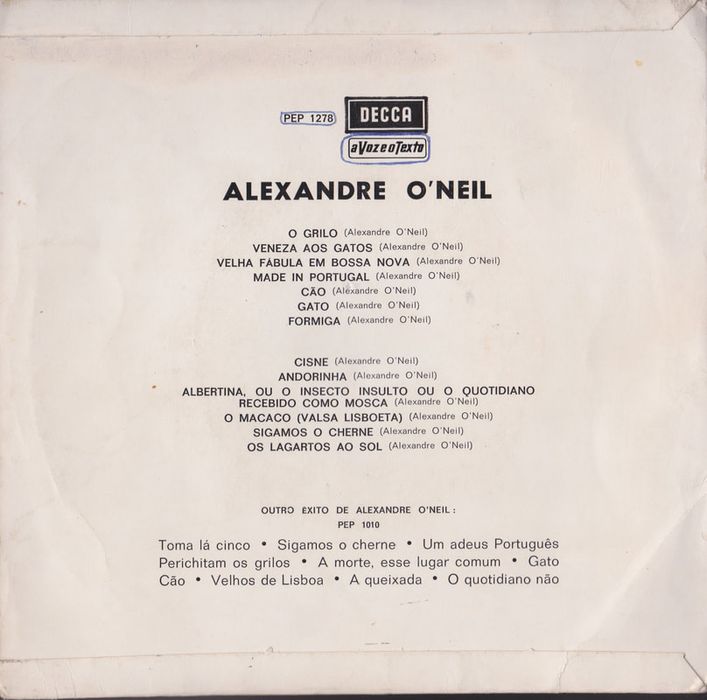 PEP 1278
DECCA
a Voz e o Texto
ALEXANDRE O'NEIL
O GRILO (Alexandre O'Neil)
VENEZA AOS GATOS (Alexandre O'Neil)
VELHA FÁBULA EM BOSSA NOVA (Alexandre O'Neil)
MADE IN PORTUGAL (Alexandre O'Neil)
CÃO (Alexandre O'Neil)
GATO (Alexandre O'Neil)
FORMIGA (Alexandre O'Neil)
CISNE (Alexandre O'Neil)
ANDORINHA (Alexandre O'Neil)
ALBERTINA, OU O INSECTO INSULTO OU O QUOTIDIANO
RECEBIDO COMO MOSCA (Alexandre O'Neil)
O MACACO (VALSA LISBOETA) (Alexandre O'Neil)
SIGAMOS O CHERNE (Alexandre O'Neil)
OS LAGARTOS AO SOL (Alexandre O'Neil)
OUTRO ÊXITO DE ALEXANDRE O'NEIL :
PEP 1010
Toma lá cinco • Sigamos o cherne • Um adeus Português
Perichitam os grilos • A morte, esse lugar comum • Gato
Cão • Velhos de Lisboa • A queixada • O quotidiano não